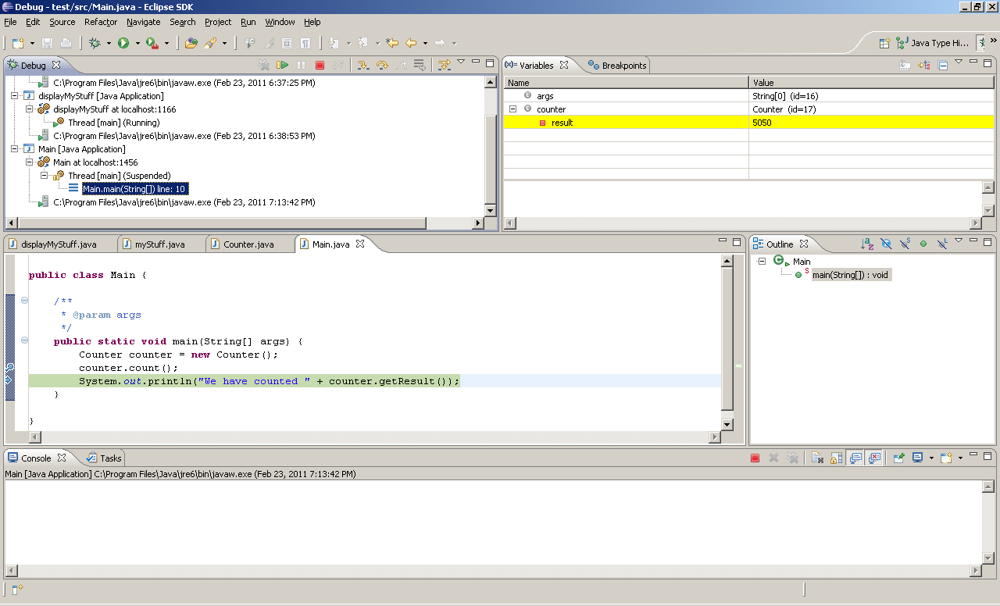 Debug - test/src/Main.java - Eclipse SDK
File Edit Source Refactor Navigate Search Project Run Window Help
Java Type Hi... »
Debug
C:\Program Files\Java\jre6\bin\javaw.exe (Feb 23, 2011 6:37:25 PM)
displayMyStuff [Java Application]
displayMyStuff at localhost:1166
Thread [main] (Running)
C:\Program Files\Java\jre6\bin\javaw.exe (Feb 23, 2011 6:38:53 PM)
Main [Java Application]
Main at localhost:1456
Thread [main] (Suspended)
Main.main(String[]) line: 10
C:\Program Files\Java\jre6\bin\javaw.exe (Feb 23, 2011 7:13:42 PM)
(x)= Variables Breakpoints
Name Value
args String[0] (id=16)
counter Counter (id=17)
result 5050
displayMyStuff.java myStuff.java Counter.java Main.java
public class Main {
/**
* @param args
*/
public static void main(String[] args) {
Counter counter = new Counter();
counter.count();
System.out.println("We have counted " + counter.getResult());
}
}
Outline
Main
main(String[]) : void
Console Tasks
Main [Java Application] C:\Program Files\Java\jre6\bin\javaw.exe (Feb 23, 2011 7:13:42 PM)